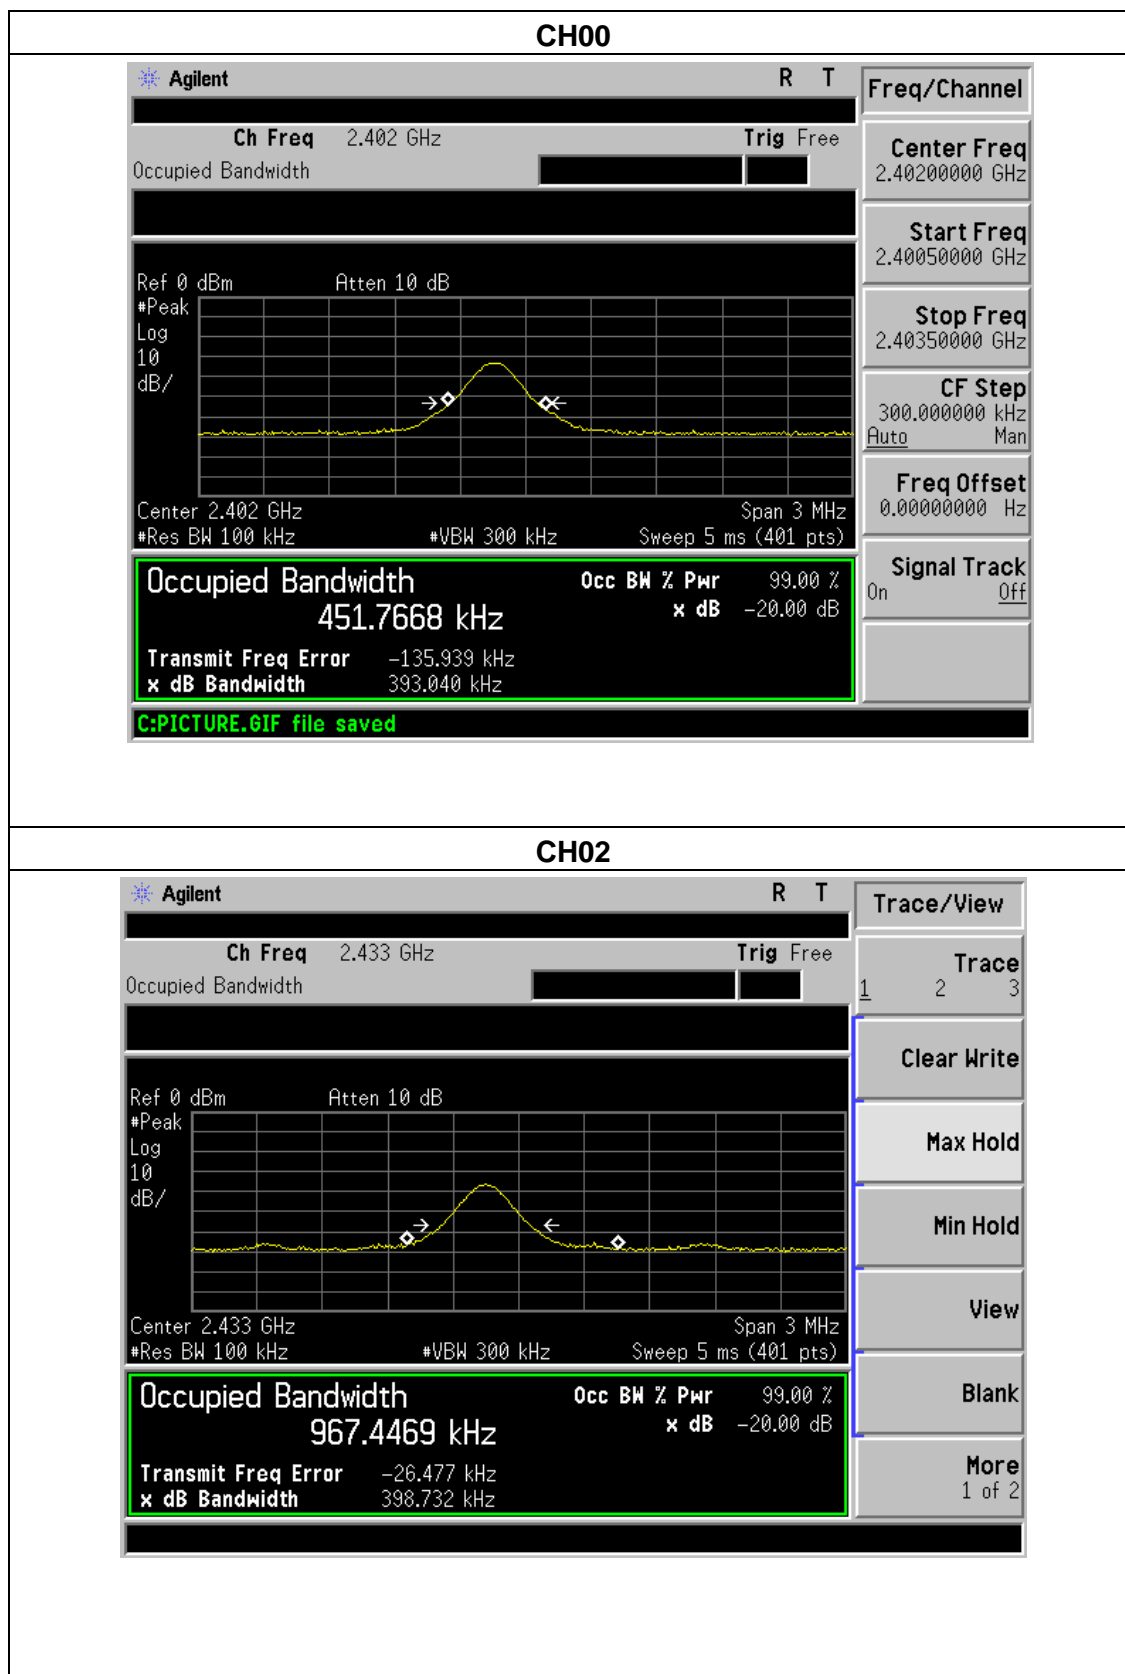 CH00
Agilent R T
Freq/Channel
Ch Freq 2.402 GHz Trig Free
Occupied Bandwidth
Center Freq
2.40200000 GHz
Start Freq
2.40050000 GHz
Stop Freq
2.40350000 GHz
CF Step
300.000000 kHz
Auto Man
Freq Offset
0.00000000 Hz
Signal Track
On Off
Ref 0 dBm Atten 10 dB
#Peak
Log
10
dB/
Center 2.402 GHz Span 3 MHz
#Res BW 100 kHz #VBW 300 kHz Sweep 5 ms (401 pts)
Occupied Bandwidth Occ BW % Pwr 99.00 %
451.7668 kHz x dB -20.00 dB
Transmit Freq Error -135.939 kHz
x dB Bandwidth 393.040 kHz
C:PICTURE.GIF file saved
CH02
Agilent R T
Trace/View
Ch Freq 2.433 GHz Trig Free
Occupied Bandwidth
Trace
1 2 3
Clear Write
Max Hold
Min Hold
View
Blank
More
1 of 2
Ref 0 dBm Atten 10 dB
#Peak
Log
10
dB/
Center 2.433 GHz Span 3 MHz
#Res BW 100 kHz #VBW 300 kHz Sweep 5 ms (401 pts)
Occupied Bandwidth Occ BW % Pwr 99.00 %
967.4469 kHz x dB -20.00 dB
Transmit Freq Error -26.477 kHz
x dB Bandwidth 398.732 kHz